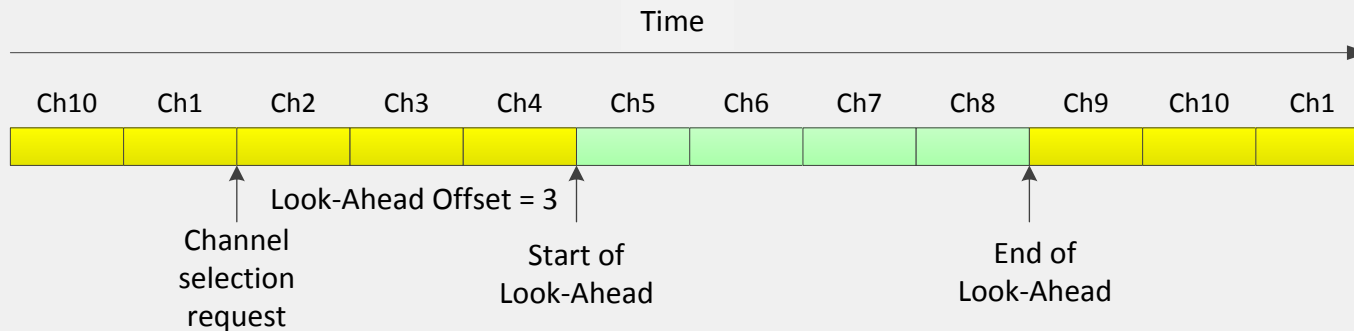 Time
Ch10 Ch1 Ch2 Ch3 Ch4 Ch5 Ch6 Ch7 Ch8 Ch9 Ch10 Ch1
Look-Ahead Offset = 3
Channel
selection
request
Start of
Look-Ahead
End of
Look-Ahead